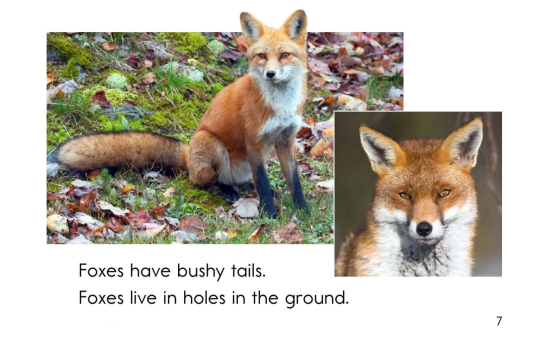 Foxes have bushy tails.
Foxes live in holes in the ground.
7